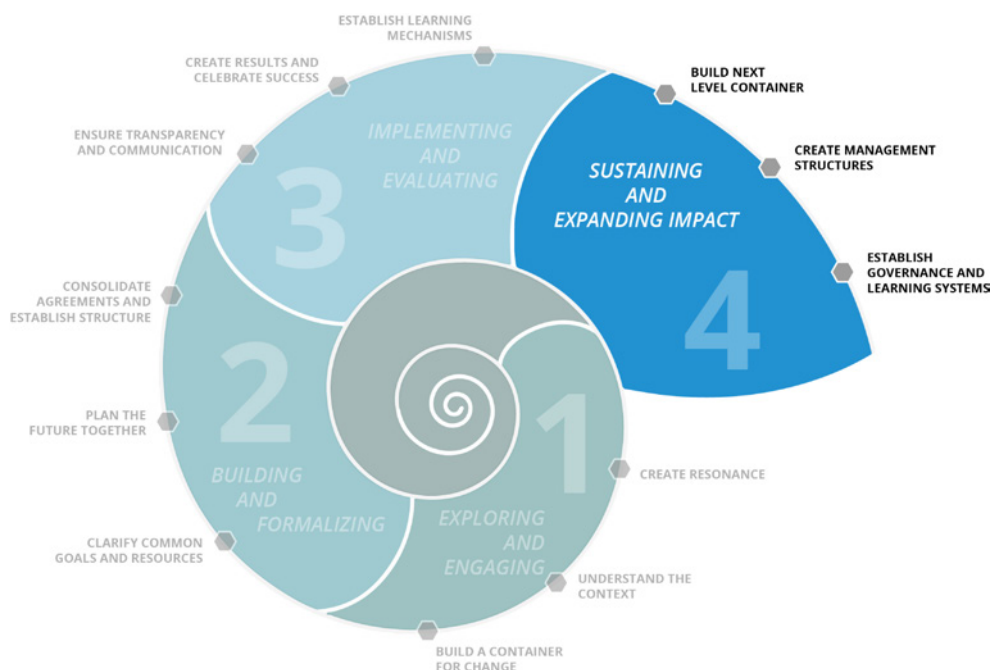 ESTABLISH LEARNING
MECHANISMS
CREATE RESULTS AND
CELEBRATE SUCCESS
ENSURE TRANSPARENCY
AND COMMUNICATION
IMPLEMENTING
AND
EVALUATING
3
BUILD NEXT
LEVEL CONTAINER
CREATE MANAGEMENT
STRUCTURES
ESTABLISH
GOVERNANCE AND
LEARNING SYSTEMS
SUSTAINING
AND
EXPANDING IMPACT
4
CONSOLIDATE
AGREEMENTS AND
ESTABLISH STRUCTURE
PLAN THE
FUTURE TOGETHER
CLARIFY COMMON
GOALS AND RESOURCES
2
BUILDING
AND
FORMALIZING
1
EXPLORING
AND
ENGAGING
CREATE RESONANCE
UNDERSTAND THE
CONTEXT
BUILD A CONTAINER
FOR CHANGE